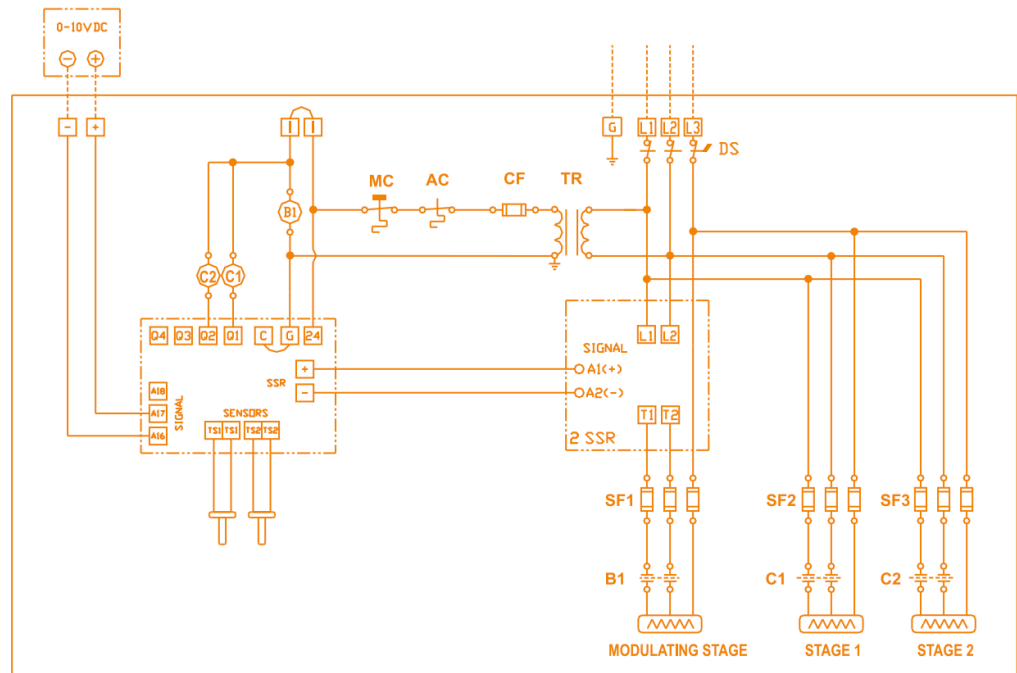 0-10VDC
− +
- +
I I
G L1 L2 L3 DS
MC AC CF TR
B1
C2 C1
Q4 Q3 Q2 Q1 C G 24
L1 L2
SIGNAL
+ A1(+)
SSR
- A2(-)
AI8
AI7
AI6
SIGNAL
SENSORS
TS1 TS1 TS2 TS2
T1 T2
2 SSR
SF1 SF2 SF3
B1 C1 C2
MODULATING STAGE STAGE 1 STAGE 2